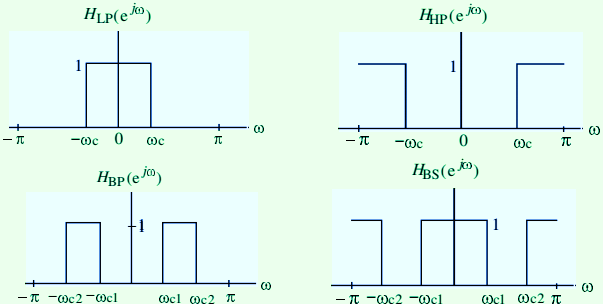 H_LP(e^jω)
1
−π −ωc 0 ωc π ω
H_HP(e^jω)
1
−π −ωc 0 ωc π ω
H_BP(e^jω)
1
−π −ωc2 −ωc1 ωc1 ωc2 π ω
H_BS(e^jω)
1
−π −ωc2 −ωc1 ωc1 ωc2 π ω